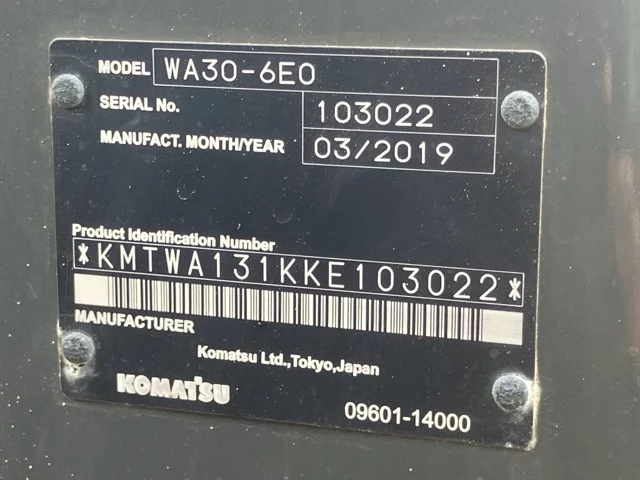 MODEL WA30-6E0
SERIAL No. 103022
MANUFACT. MONTH/YEAR 03/2019
Product Identification Number
*KMTWA131KKE103022*
MANUFACTURER
Komatsu Ltd.,Tokyo,Japan
KOMATSU
09601-14000